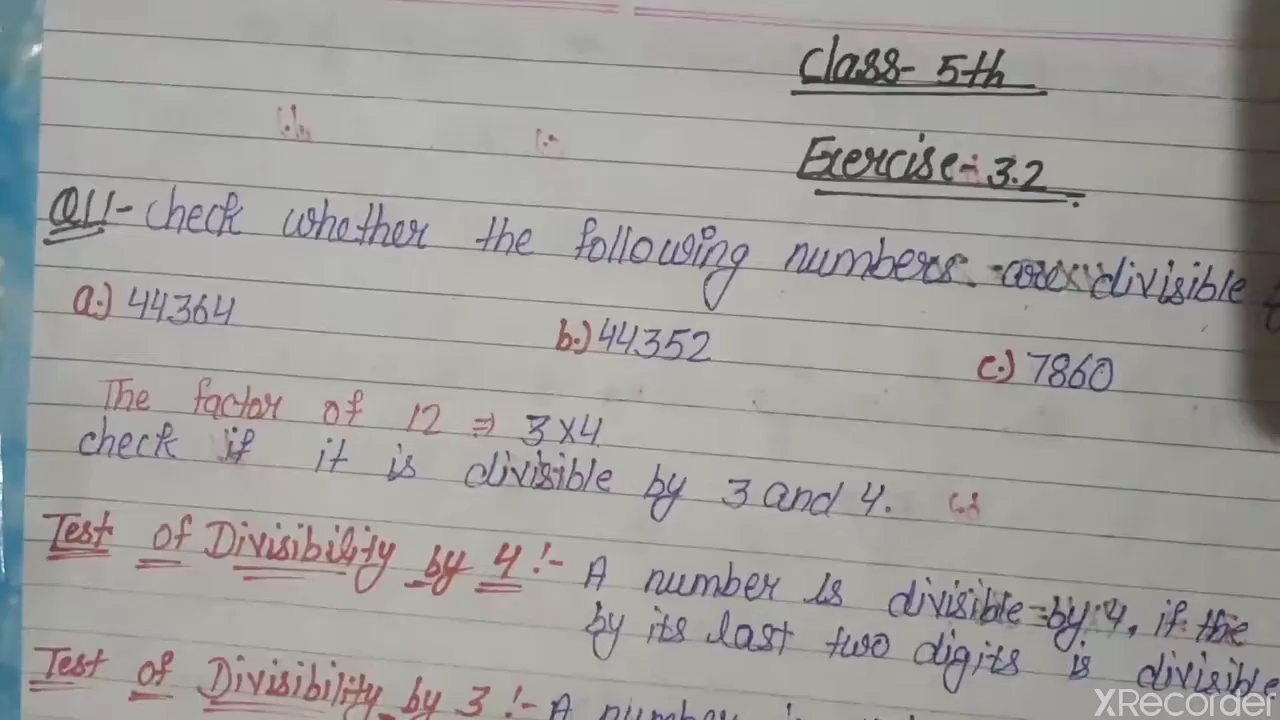 Class- 5th
Exercise- 3.2
Q1- Check whether the following numbers are divisible
a.) 44364 b.) 44352 c.) 7860
The factor of 12 ⇒ 3×4
check if it is divisible by 3 and 4.
Test of Divisibility by 4 :- A number is divisible by 4, if the
by its last two digits is divisible
Test of Divisibility by 3 :- A number
XRecorder